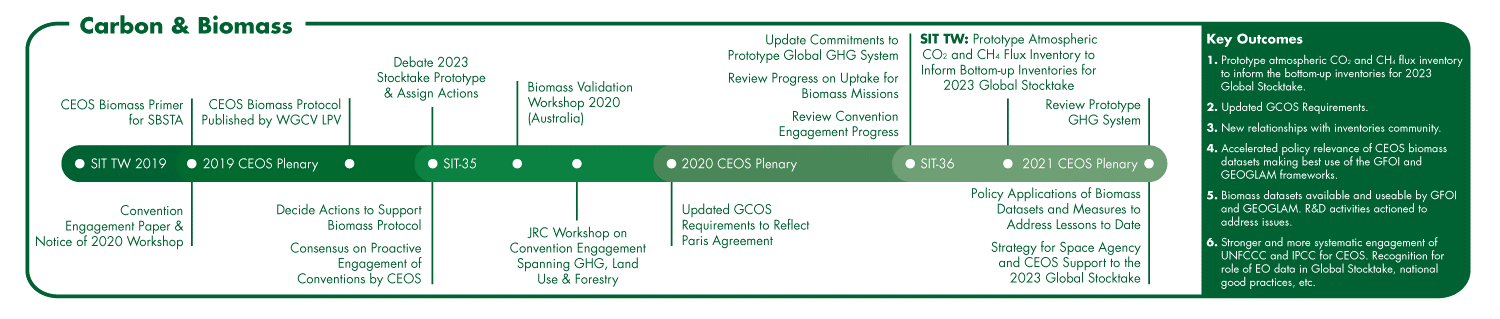 Carbon & Biomass
CEOS Biomass Primer
for SBSTA
CEOS Biomass Protocol
Published by WGCV LPV
Debate 2023
Stocktake Prototype
& Assign Actions
Biomass Validation
Workshop 2020
(Australia)
Update Commitments to
Prototype Global GHG System
Review Progress on Uptake for
Biomass Missions
Review Convention
Engagement Progress
SIT TW: Prototype Atmospheric
CO₂ and CH₄ Flux Inventory to
Inform Bottom-up Inventories for
2023 Global Stocktake
Review Prototype
GHG System
SIT TW 2019
2019 CEOS Plenary
SIT-35
2020 CEOS Plenary
SIT-36
2021 CEOS Plenary
Convention
Engagement Paper &
Notice of 2020 Workshop
Decide Actions to Support
Biomass Protocol
Consensus on Proactive
Engagement of
Conventions by CEOS
JRC Workshop on
Convention Engagement
Spanning GHG, Land
Use & Forestry
Updated GCOS
Requirements to Reflect
Paris Agreement
Policy Applications of Biomass
Datasets and Measures to
Address Lessons to Date
Strategy for Space Agency
and CEOS Support to the
2023 Global Stocktake
Key Outcomes
1. Prototype atmospheric CO₂ and CH₄ flux inventory
to inform the bottom-up inventories for 2023
Global Stocktake.
2. Updated GCOS Requirements.
3. New relationships with inventories community.
4. Accelerated policy relevance of CEOS biomass
datasets making best use of the GFOI and
GEOGLAM frameworks.
5. Biomass datasets available and useable by GFOI
and GEOGLAM. R&D activities actioned to
address issues.
6. Stronger and more systematic engagement of
UNFCCC and IPCC for CEOS. Recognition for
role of EO data in Global Stocktake, national
good practices, etc.